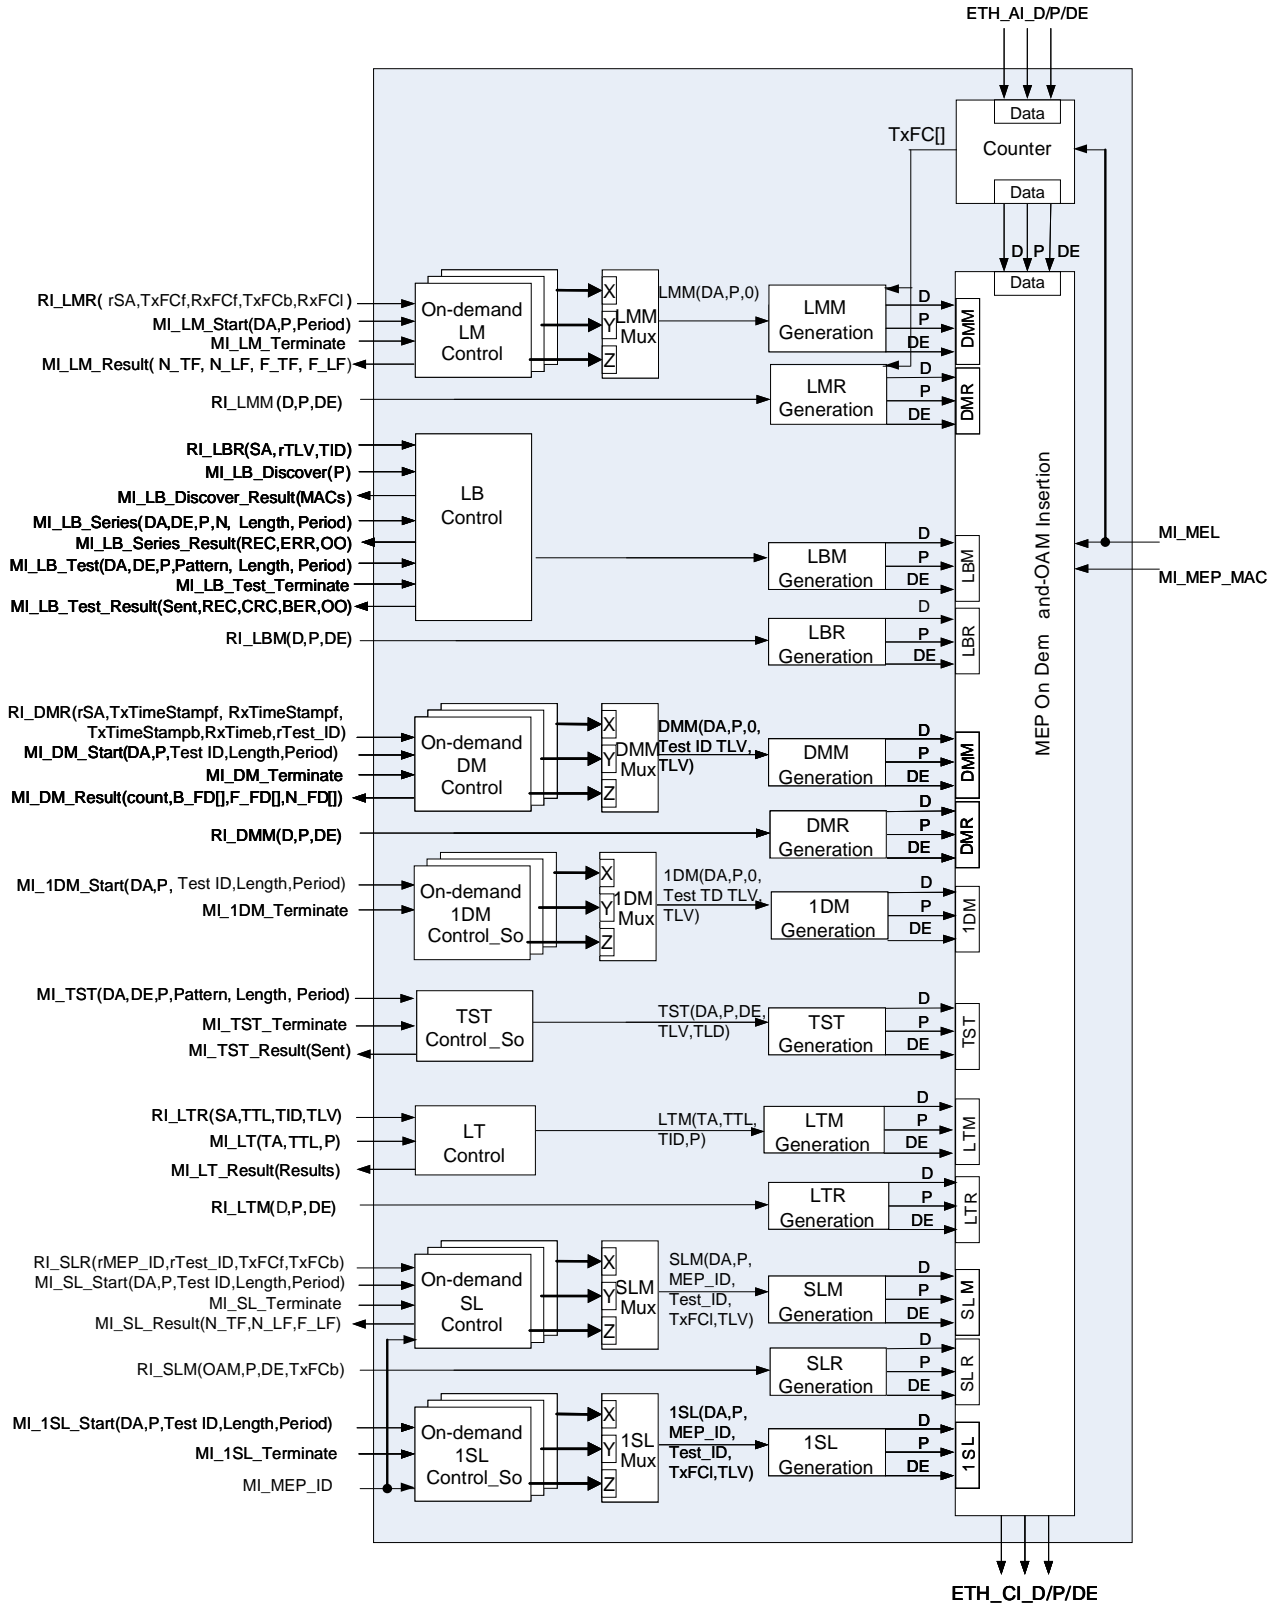 ETH_AI_D/P/DE
Data
Counter
TxFC[]
Data
D P DE
Data
RI_LMR( rSA,TxFCf,RxFCf,TxFCb,RxFCl )
MI_LM_Start(DA,P,Period)
MI_LM_Terminate
MI_LM_Result( N_TF, N_LF, F_TF, F_LF)
On-demand
LM
Control
X
Y
Z
LMM
Mux
LMM(DA,P,0)
LMM
Generation
D
P
DE
DMM
RI_LMM(D,P,DE)
LMR
Generation
D
P
DE
DMR
RI_LBR(SA,rTLV,TID)
MI_LB_Discover(P)
MI_LB_Discover_Result(MACs)
MI_LB_Series(DA,DE,P,N, Length, Period)
MI_LB_Series_Result(REC,ERR,OO)
MI_LB_Test(DA,DE,P,Pattern, Length, Period)
MI_LB_Test_Terminate
MI_LB_Test_Result(Sent,REC,CRC,BER,OO)
LB
Control
LBM
Generation
D
P
DE
LBM
RI_LBM(D,P,DE)
LBR
Generation
D
P
DE
LBR
MEP On Dem and-OAM Insertion
MI_MEL
MI_MEP_MAC
RI_DMR(rSA,TxTimeStampf, RxTimeStampf,
TxTimeStampb,RxTimeb,rTest_ID)
MI_DM_Start(DA,P,Test ID,Length,Period)
MI_DM_Terminate
MI_DM_Result(count,B_FD[],F_FD[],N_FD[])
On-demand
DM
Control
X
Y
Z
DMM
Mux
DMM(DA,P,0,
Test ID TLV,
TLV)
DMM
Generation
D
P
DE
DMM
RI_DMM(D,P,DE)
DMR
Generation
D
P
DE
DMR
MI_1DM_Start(DA,P, Test ID,Length,Period)
MI_1DM_Terminate
On-demand
1DM
Control_So
X
Y
Z
1DM
Mux
1DM(DA,P,0,
Test TD TLV,
TLV)
1DM
Generation
D
P
DE
1DM
MI_TST(DA,DE,P,Pattern, Length, Period)
MI_TST_Terminate
MI_TST_Result(Sent)
TST
Control_So
TST(DA,P,DE,
TLV,TLD)
TST
Generation
D
P
DE
TST
RI_LTR(SA,TTL,TID,TLV)
MI_LT(TA,TTL,P)
MI_LT_Result(Results)
LT
Control
LTM(TA,TTL,
TID,P)
LTM
Generation
D
P
DE
LTM
RI_LTM(D,P,DE)
LTR
Generation
D
P
DE
LTR
RI_SLR(rMEP_ID,rTest_ID,TxFCf,TxFCb)
MI_SL_Start(DA,P,Test ID,Length,Period)
MI_SL_Terminate
MI_SL_Result(N_TF,N_LF,F_LF)
On-demand
SL
Control
X
Y
Z
SLM
Mux
SLM(DA,P,
MEP_ID,
Test_ID,
TxFCl,TLV)
SLM
Generation
D
P
DE
SLM
RI_SLM(OAM,P,DE,TxFCb)
SLR
Generation
D
P
DE
SLR
MI_1SL_Start(DA,P,Test ID,Length,Period)
MI_1SL_Terminate
MI_MEP_ID
On-demand
1SL
Control_So
X
Y
Z
1SL
Mux
1SL(DA,P,
MEP_ID,
Test_ID,
TxFCl,TLV)
1SL
Generation
D
P
DE
1SL
ETH_CI_D/P/DE